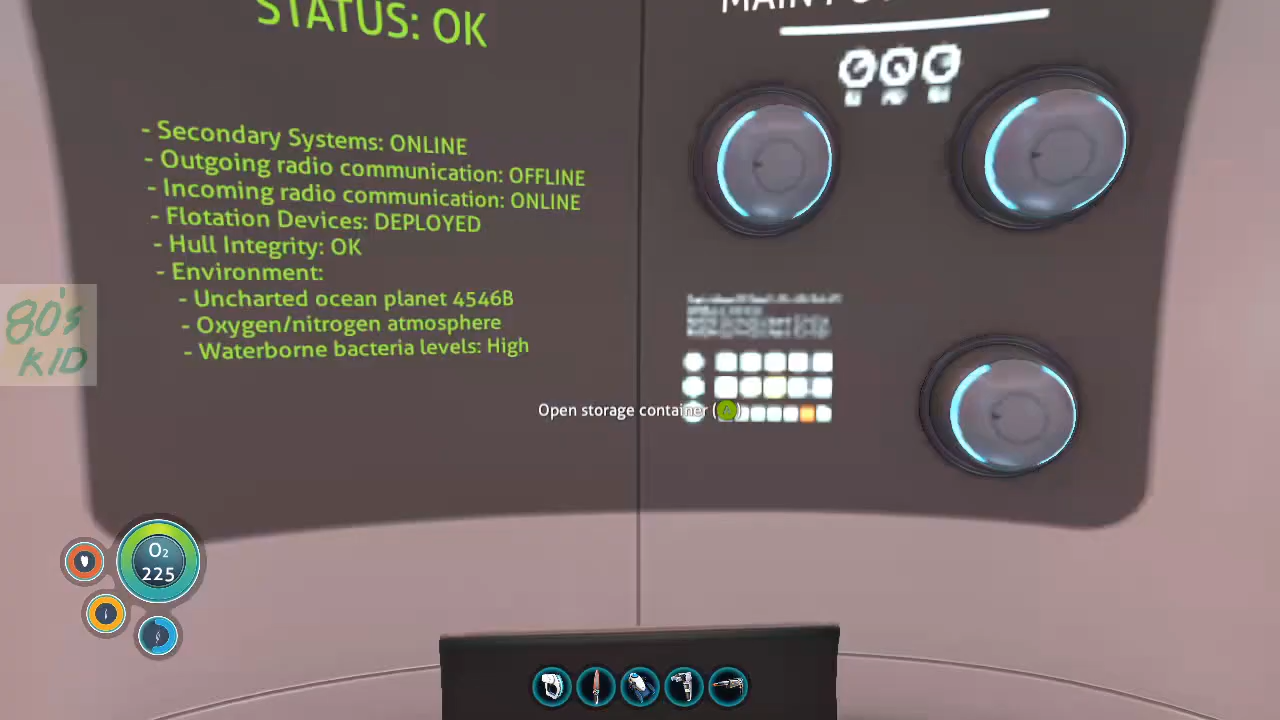 STATUS: OK
- Secondary Systems: ONLINE
- Outgoing radio communication: OFFLINE
- Incoming radio communication: ONLINE
- Flotation Devices: DEPLOYED
- Hull Integrity: OK
- Environment:
- Uncharted ocean planet 4546B
- Oxygen/nitrogen atmosphere
- Waterborne bacteria levels: High
MAIN
80's
KID
Open storage container (A)
O₂
225